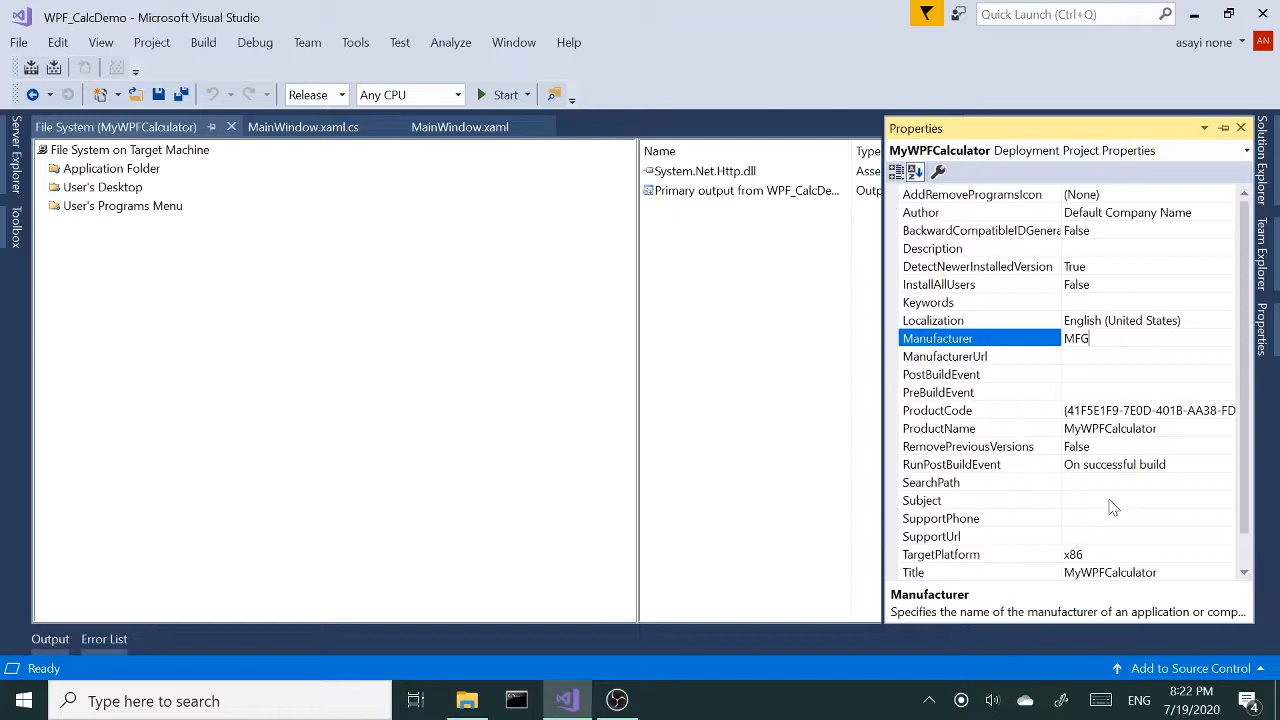 WPF_CalcDemo - Microsoft Visual Studio
Quick Launch (Ctrl+Q)
File Edit View Project Build Debug Team Tools Test Analyze Window Help
asayi none AN
Release Any CPU Start
File System (MyWPFCalculator) MainWindow.xaml.cs MainWindow.xaml
Server Explorer
Toolbox
File System on Target Machine
Application Folder
User's Desktop
User's Programs Menu
Name Type
System.Net.Http.dll Asse
Primary output from WPF_CalcDe... Outp
Properties
MyWPFCalculator Deployment Project Properties
AddRemoveProgramsIcon (None)
Author Default Company Name
BackwardCompatibleIDGenera False
Description
DetectNewerInstalledVersion True
InstallAllUsers False
Keywords
Localization English (United States)
Manufacturer MFG
ManufacturerUrl
PostBuildEvent
PreBuildEvent
ProductCode {41F5E1F9-7E0D-401B-AA38-FD
ProductName MyWPFCalculator
RemovePreviousVersions False
RunPostBuildEvent On successful build
SearchPath
Subject
SupportPhone
SupportUrl
TargetPlatform x86
Title MyWPFCalculator
Manufacturer
Specifies the name of the manufacturer of an application or comp...
Solution Explorer
Team Explorer
Properties
Output Error List
Ready Add to Source Control
Type here to search
ENG
8:22 PM
7/19/2020
4